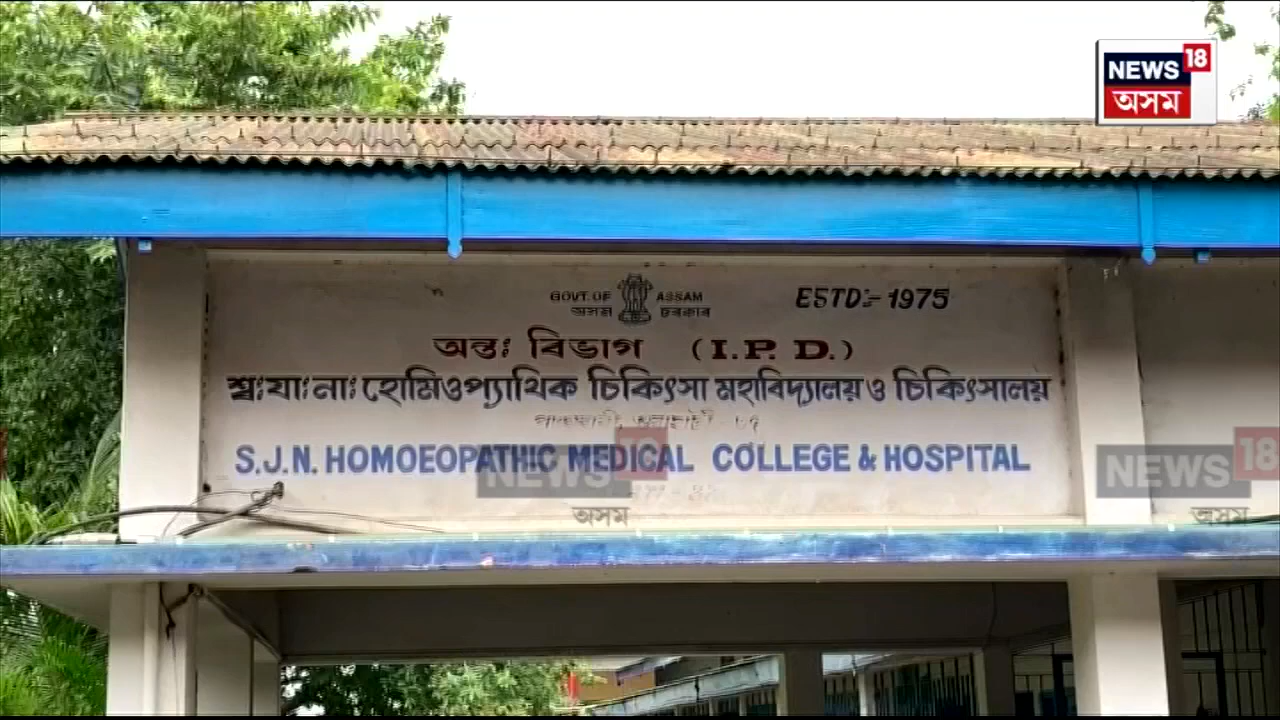 NEWS 18
অসম
GOVT. OF ASSAM
অসম চৰকাৰ
ESTD:- 1975
অন্তঃ বিভাগ (I.P. D.)
শ্বঃযাঃনাঃ হোমিওপ্যাথিক চিকিৎসা মহাবিদ্যালয় ও চিকিৎসালয়
S.J.N. HOMOEOPATHIC MEDICAL COLLEGE & HOSPITAL
NEWS 18
অসম
NEWS 18
অসম